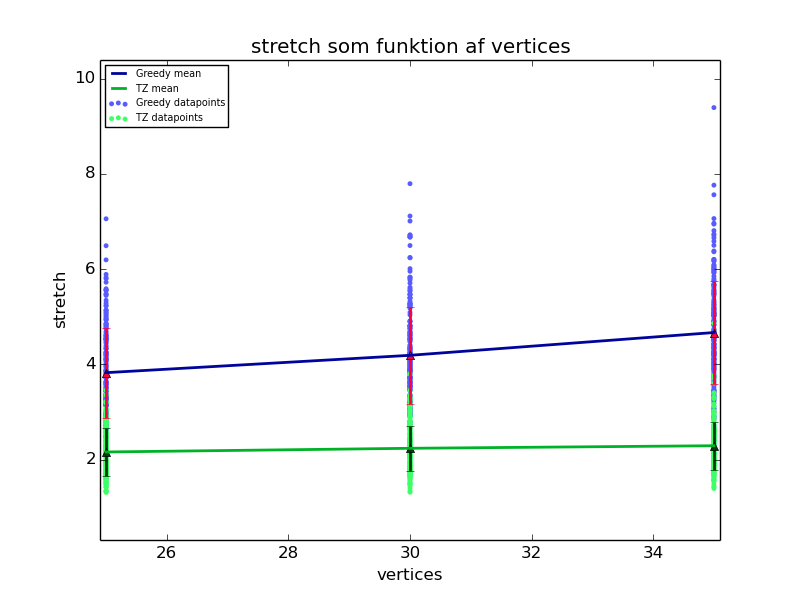 stretch som funktion af vertices
Greedy mean
TZ mean
Greedy datapoints
TZ datapoints
10
8
6
4
2
stretch
26
28
30
32
34
vertices